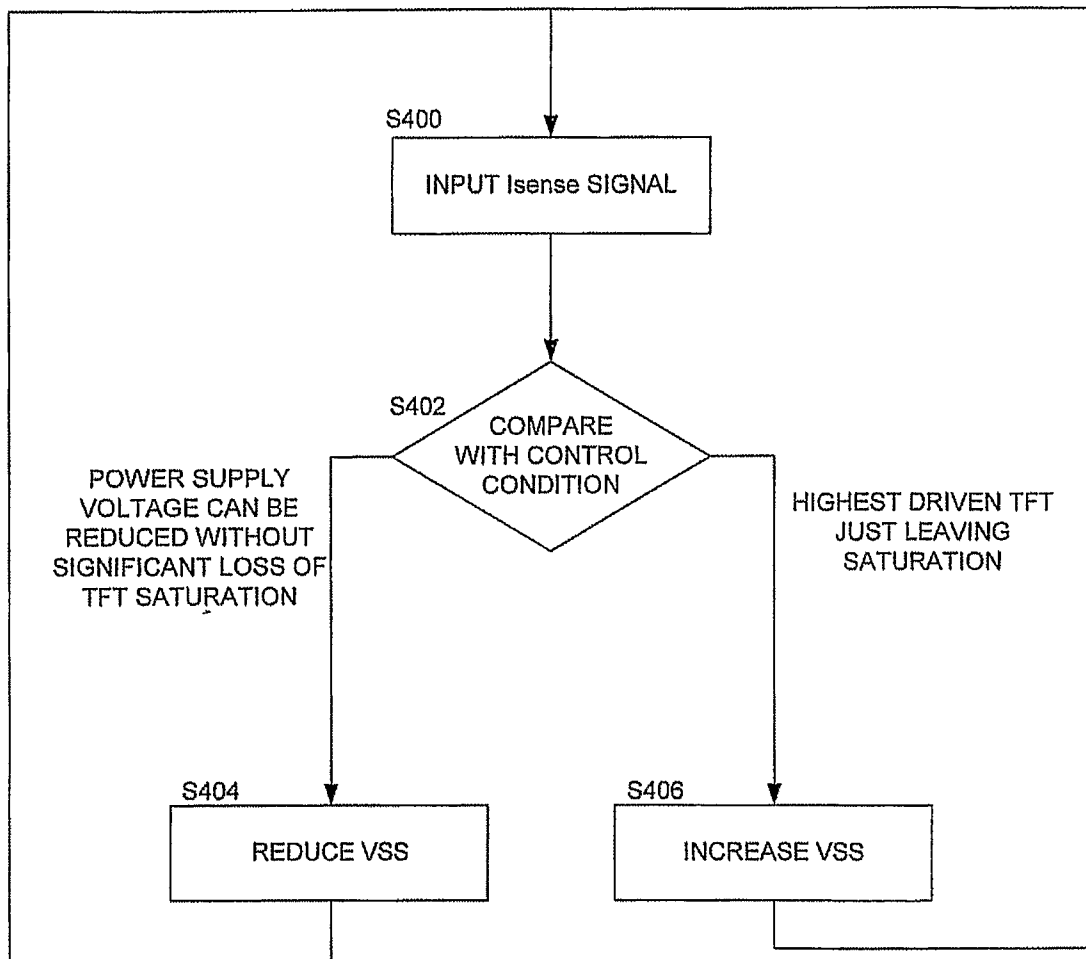 S400
INPUT Isense SIGNAL
S402
COMPARE
WITH CONTROL
CONDITION
POWER SUPPLY
VOLTAGE CAN BE
REDUCED WITHOUT
SIGNIFICANT LOSS OF
TFT SATURATION
HIGHEST DRIVEN TFT
JUST LEAVING
SATURATION
S404
REDUCE VSS
S406
INCREASE VSS